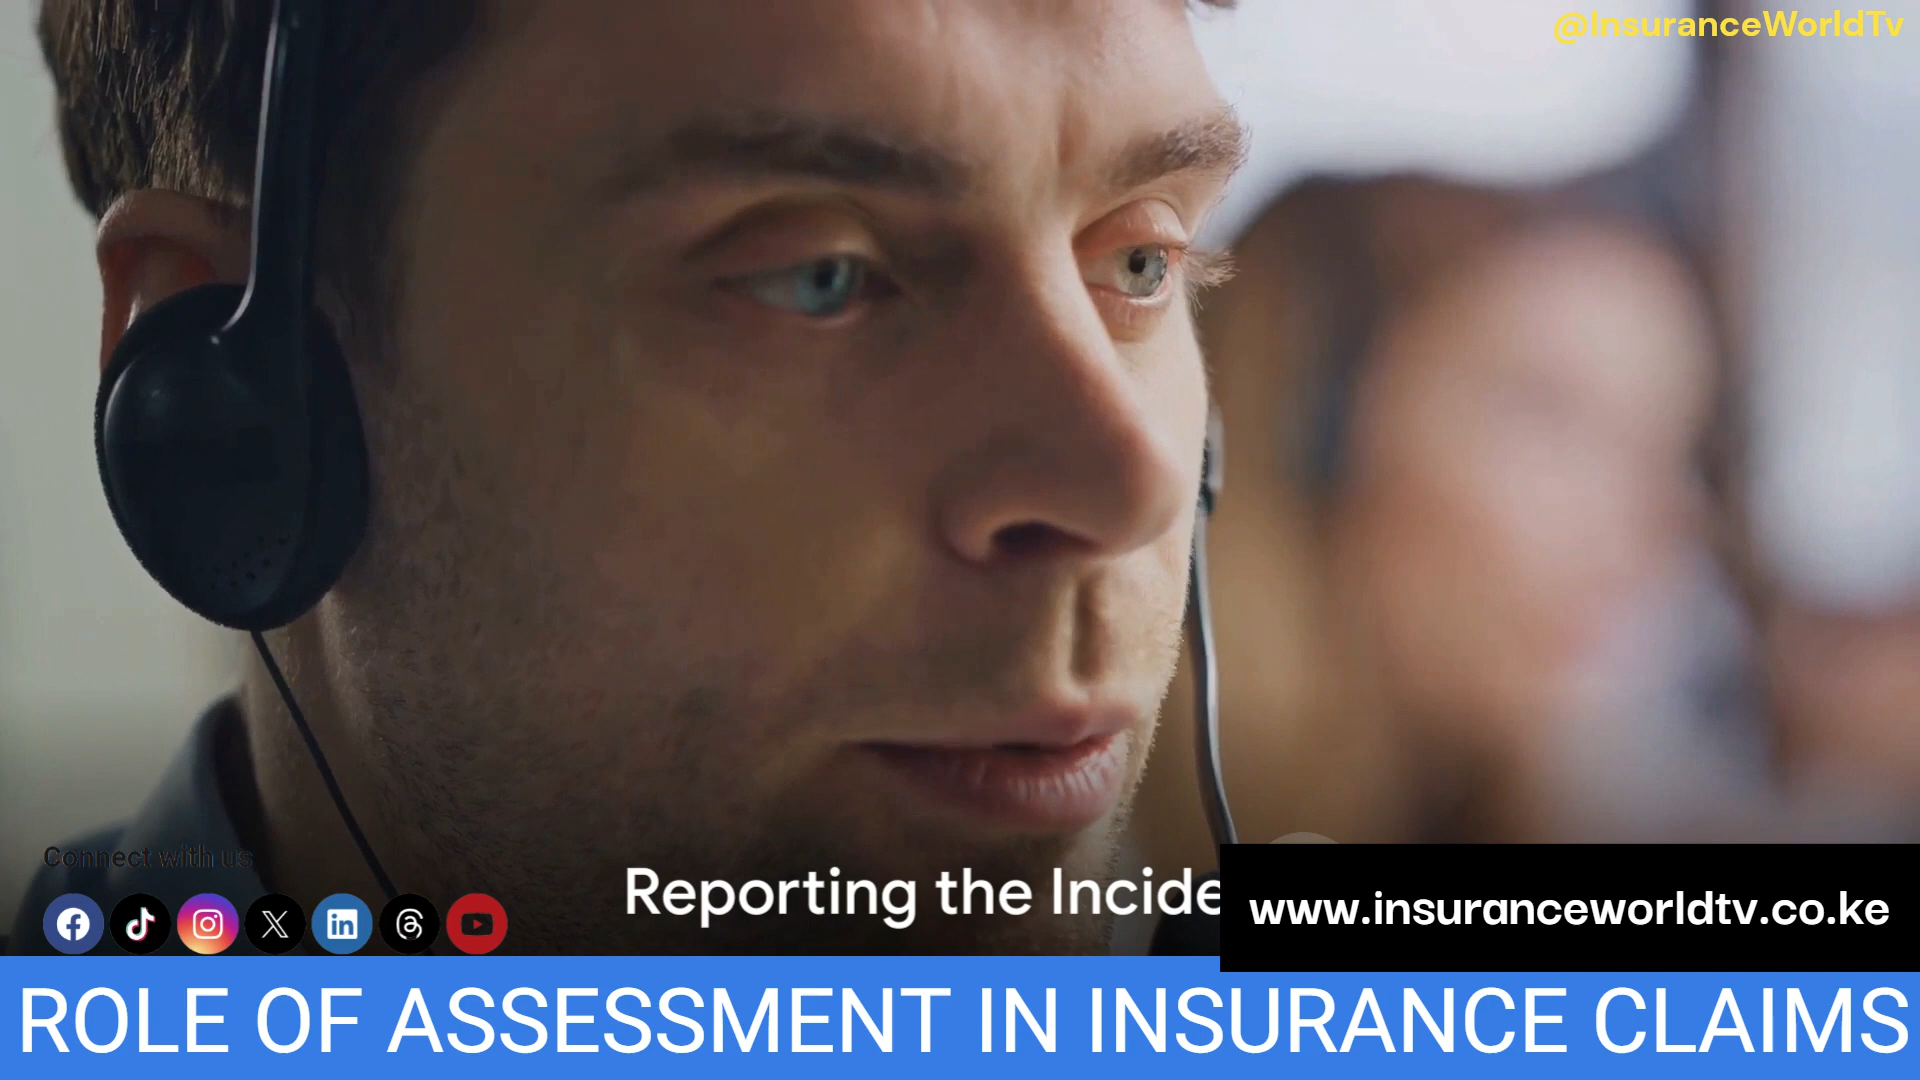 @InsuranceWorldTv
Connect with us
Reporting the Incide
www.insuranceworldtv.co.ke
ROLE OF ASSESSMENT IN INSURANCE CLAIMS